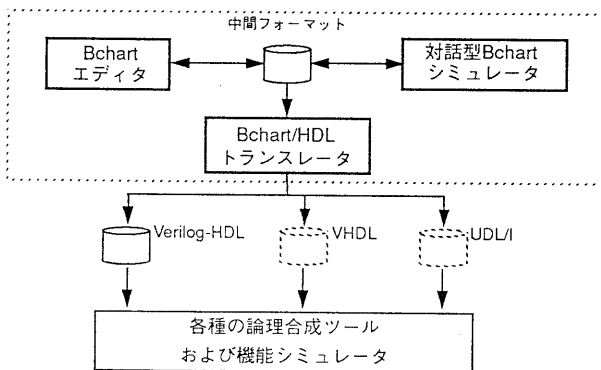 中間フォーマット
Bchart
エディタ
対話型Bchart
シミュレータ
Bchart/HDL
トランスレータ
Verilog-HDL
VHDL
UDL/I
各種の論理合成ツール
および機能シミュレータ